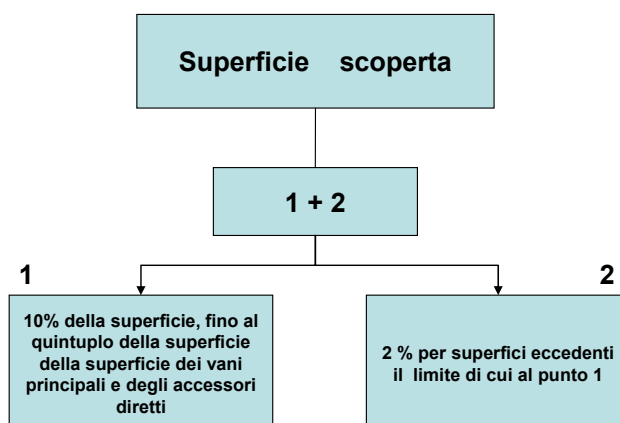 Superficie scoperta
1 + 2
1
2
10% della superficie, fino al
quintuplo della superficie
della superficie dei vani
principali e degli accessori
diretti
2 % per superfici eccedenti
il limite di cui al punto 1